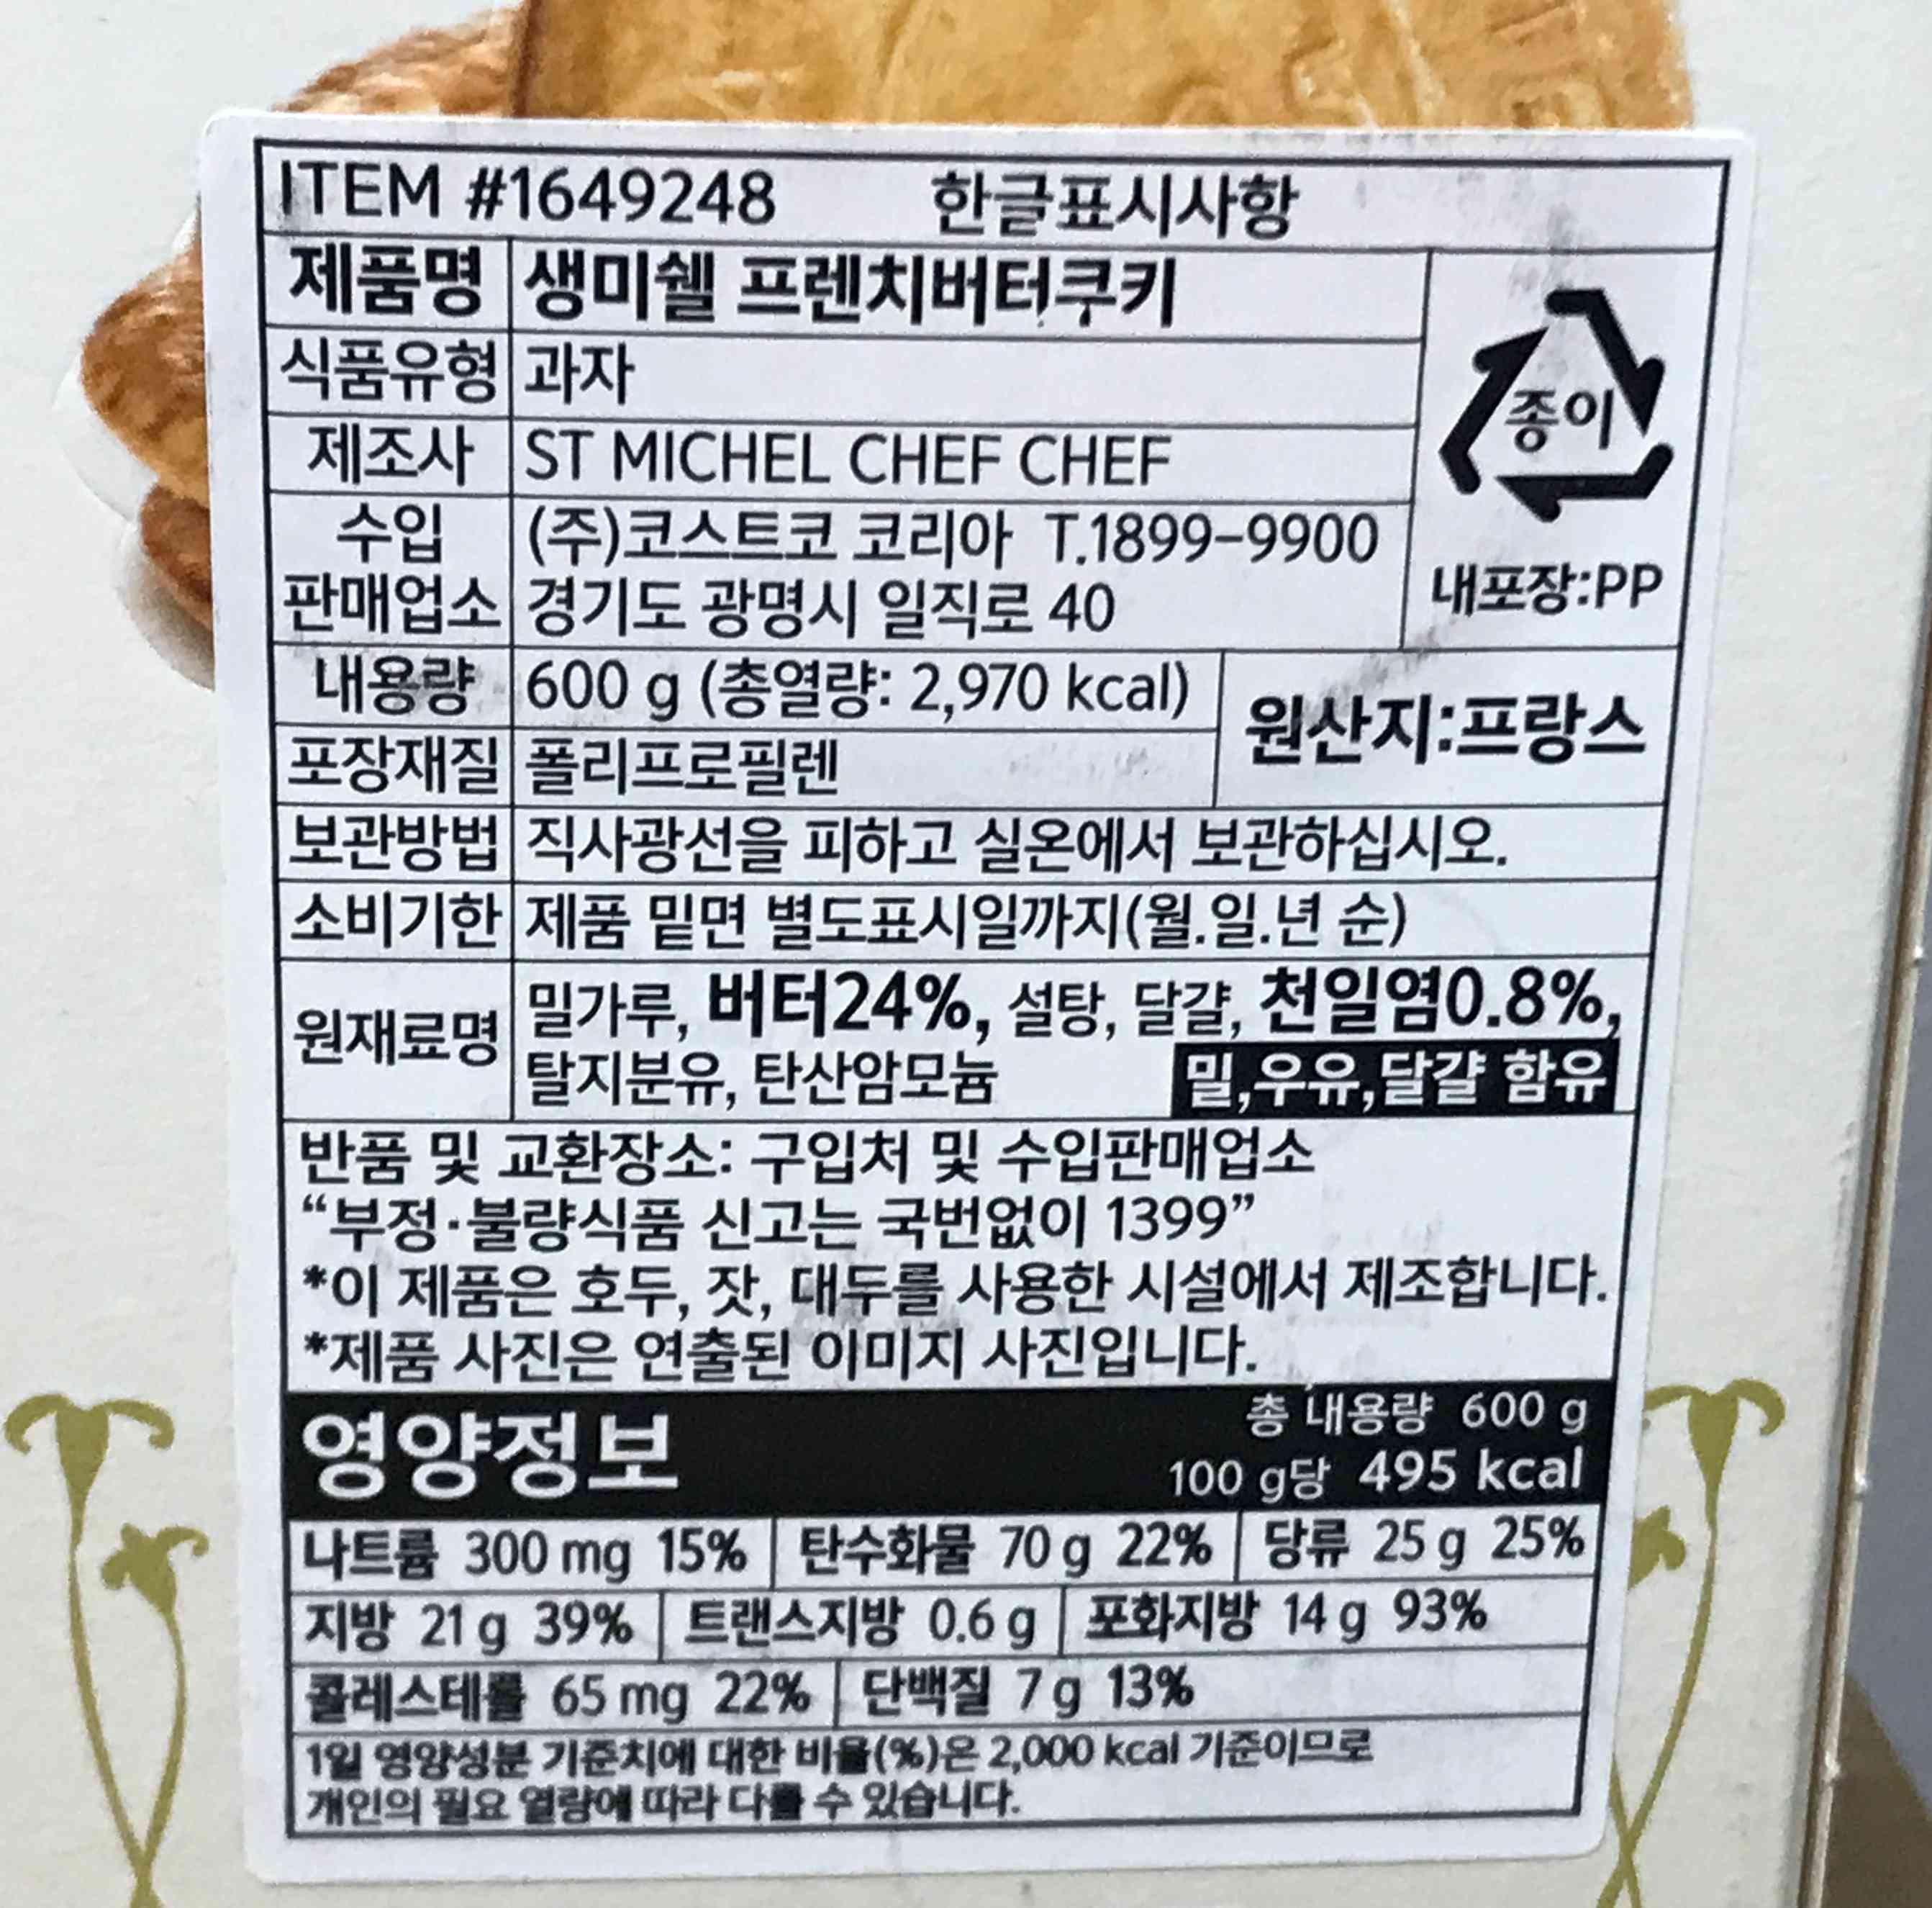 ITEM #1649248 한글표시사항
제품명 생미쉘 프렌치버터쿠키
식품유형 과자
제조사 ST MICHEL CHEF CHEF
종이
내포장:PP
수입 판매업소 (주)코스트코 코리아 T.1899-9900
경기도 광명시 일직로 40
내용량 600 g (총열량: 2,970 kcal)
원산지:프랑스
포장재질 폴리프로필렌
보관방법 직사광선을 피하고 실온에서 보관하십시오.
소비기한 제품 밑면 별도표시일까지(월.일.년 순)
원재료명 밀가루, 버터24%, 설탕, 달걀, 천일염0.8%,
탈지분유, 탄산암모늄 밀,우유,달걀 함유
반품 및 교환장소: 구입처 및 수입판매업소
“부정·불량식품 신고는 국번없이 1399”
*이 제품은 호두, 잣, 대두를 사용한 시설에서 제조합니다.
*제품 사진은 연출된 이미지 사진입니다.
영양정보 총 내용량 600 g
100 g당 495 kcal
나트륨 300 mg 15% 탄수화물 70 g 22% 당류 25 g 25%
지방 21 g 39% 트랜스지방 0.6 g 포화지방 14 g 93%
콜레스테롤 65 mg 22% 단백질 7 g 13%
1일 영양성분 기준치에 대한 비율(%)은 2,000 kcal 기준이므로
개인의 필요 열량에 따라 다를 수 있습니다.